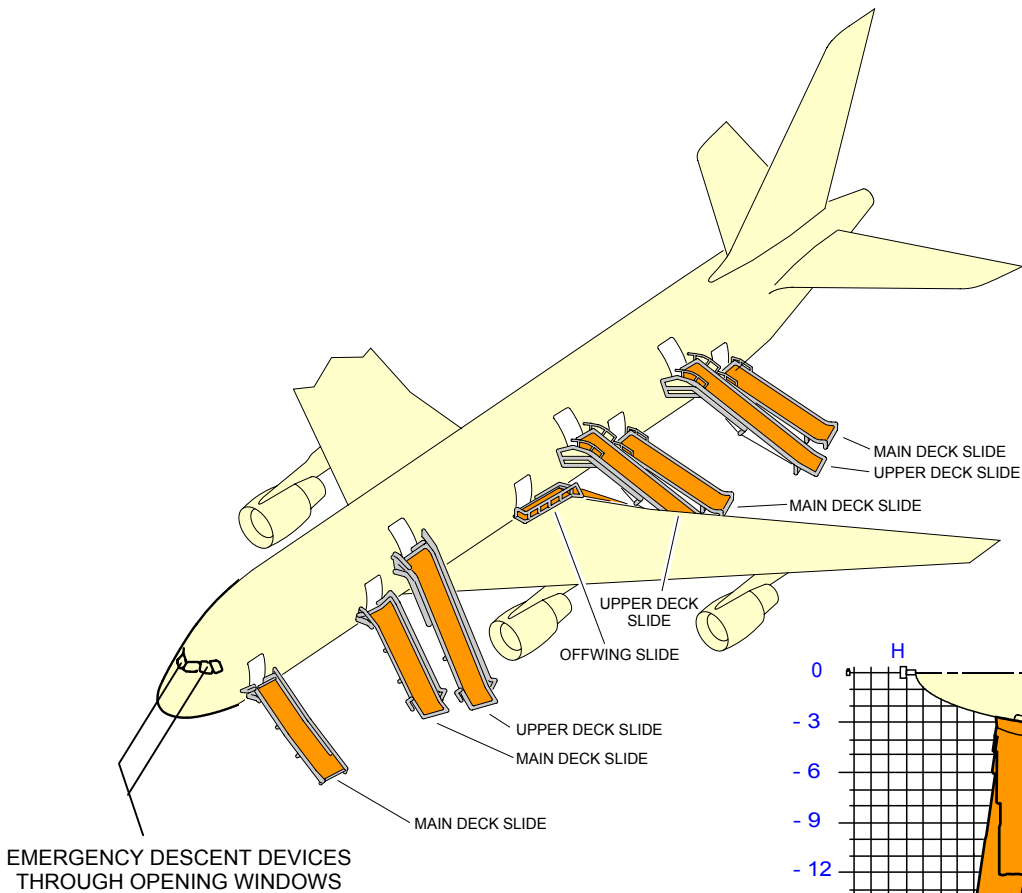 MAIN DECK SLIDE
UPPER DECK SLIDE
MAIN DECK SLIDE
UPPER DECK
SLIDE
OFFWING SLIDE
UPPER DECK SLIDE
MAIN DECK SLIDE
MAIN DECK SLIDE
EMERGENCY DESCENT DEVICES
THROUGH OPENING WINDOWS
H
0
- 3
- 6
- 9
- 12